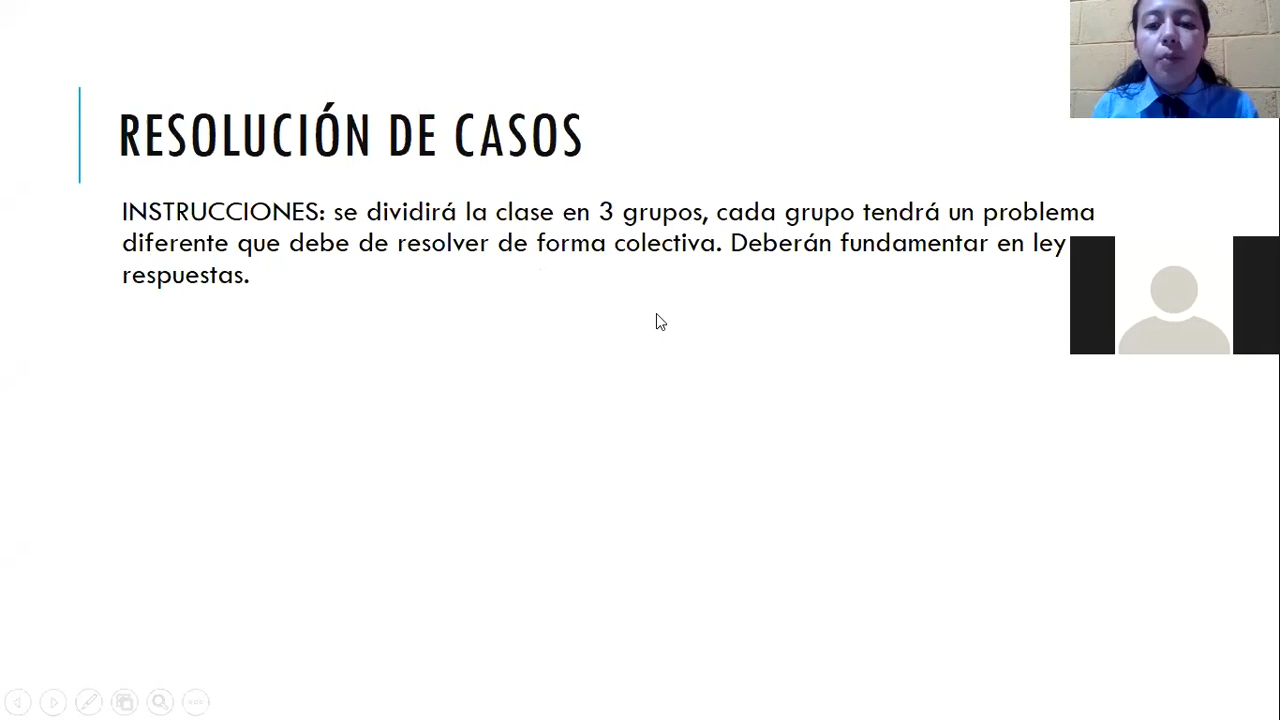 RESOLUCIÓN DE CASOS
INSTRUCCIONES: se dividirá la clase en 3 grupos, cada grupo tendrá un problema
diferente que debe de resolver de forma colectiva. Deberán fundamentar en ley
respuestas.